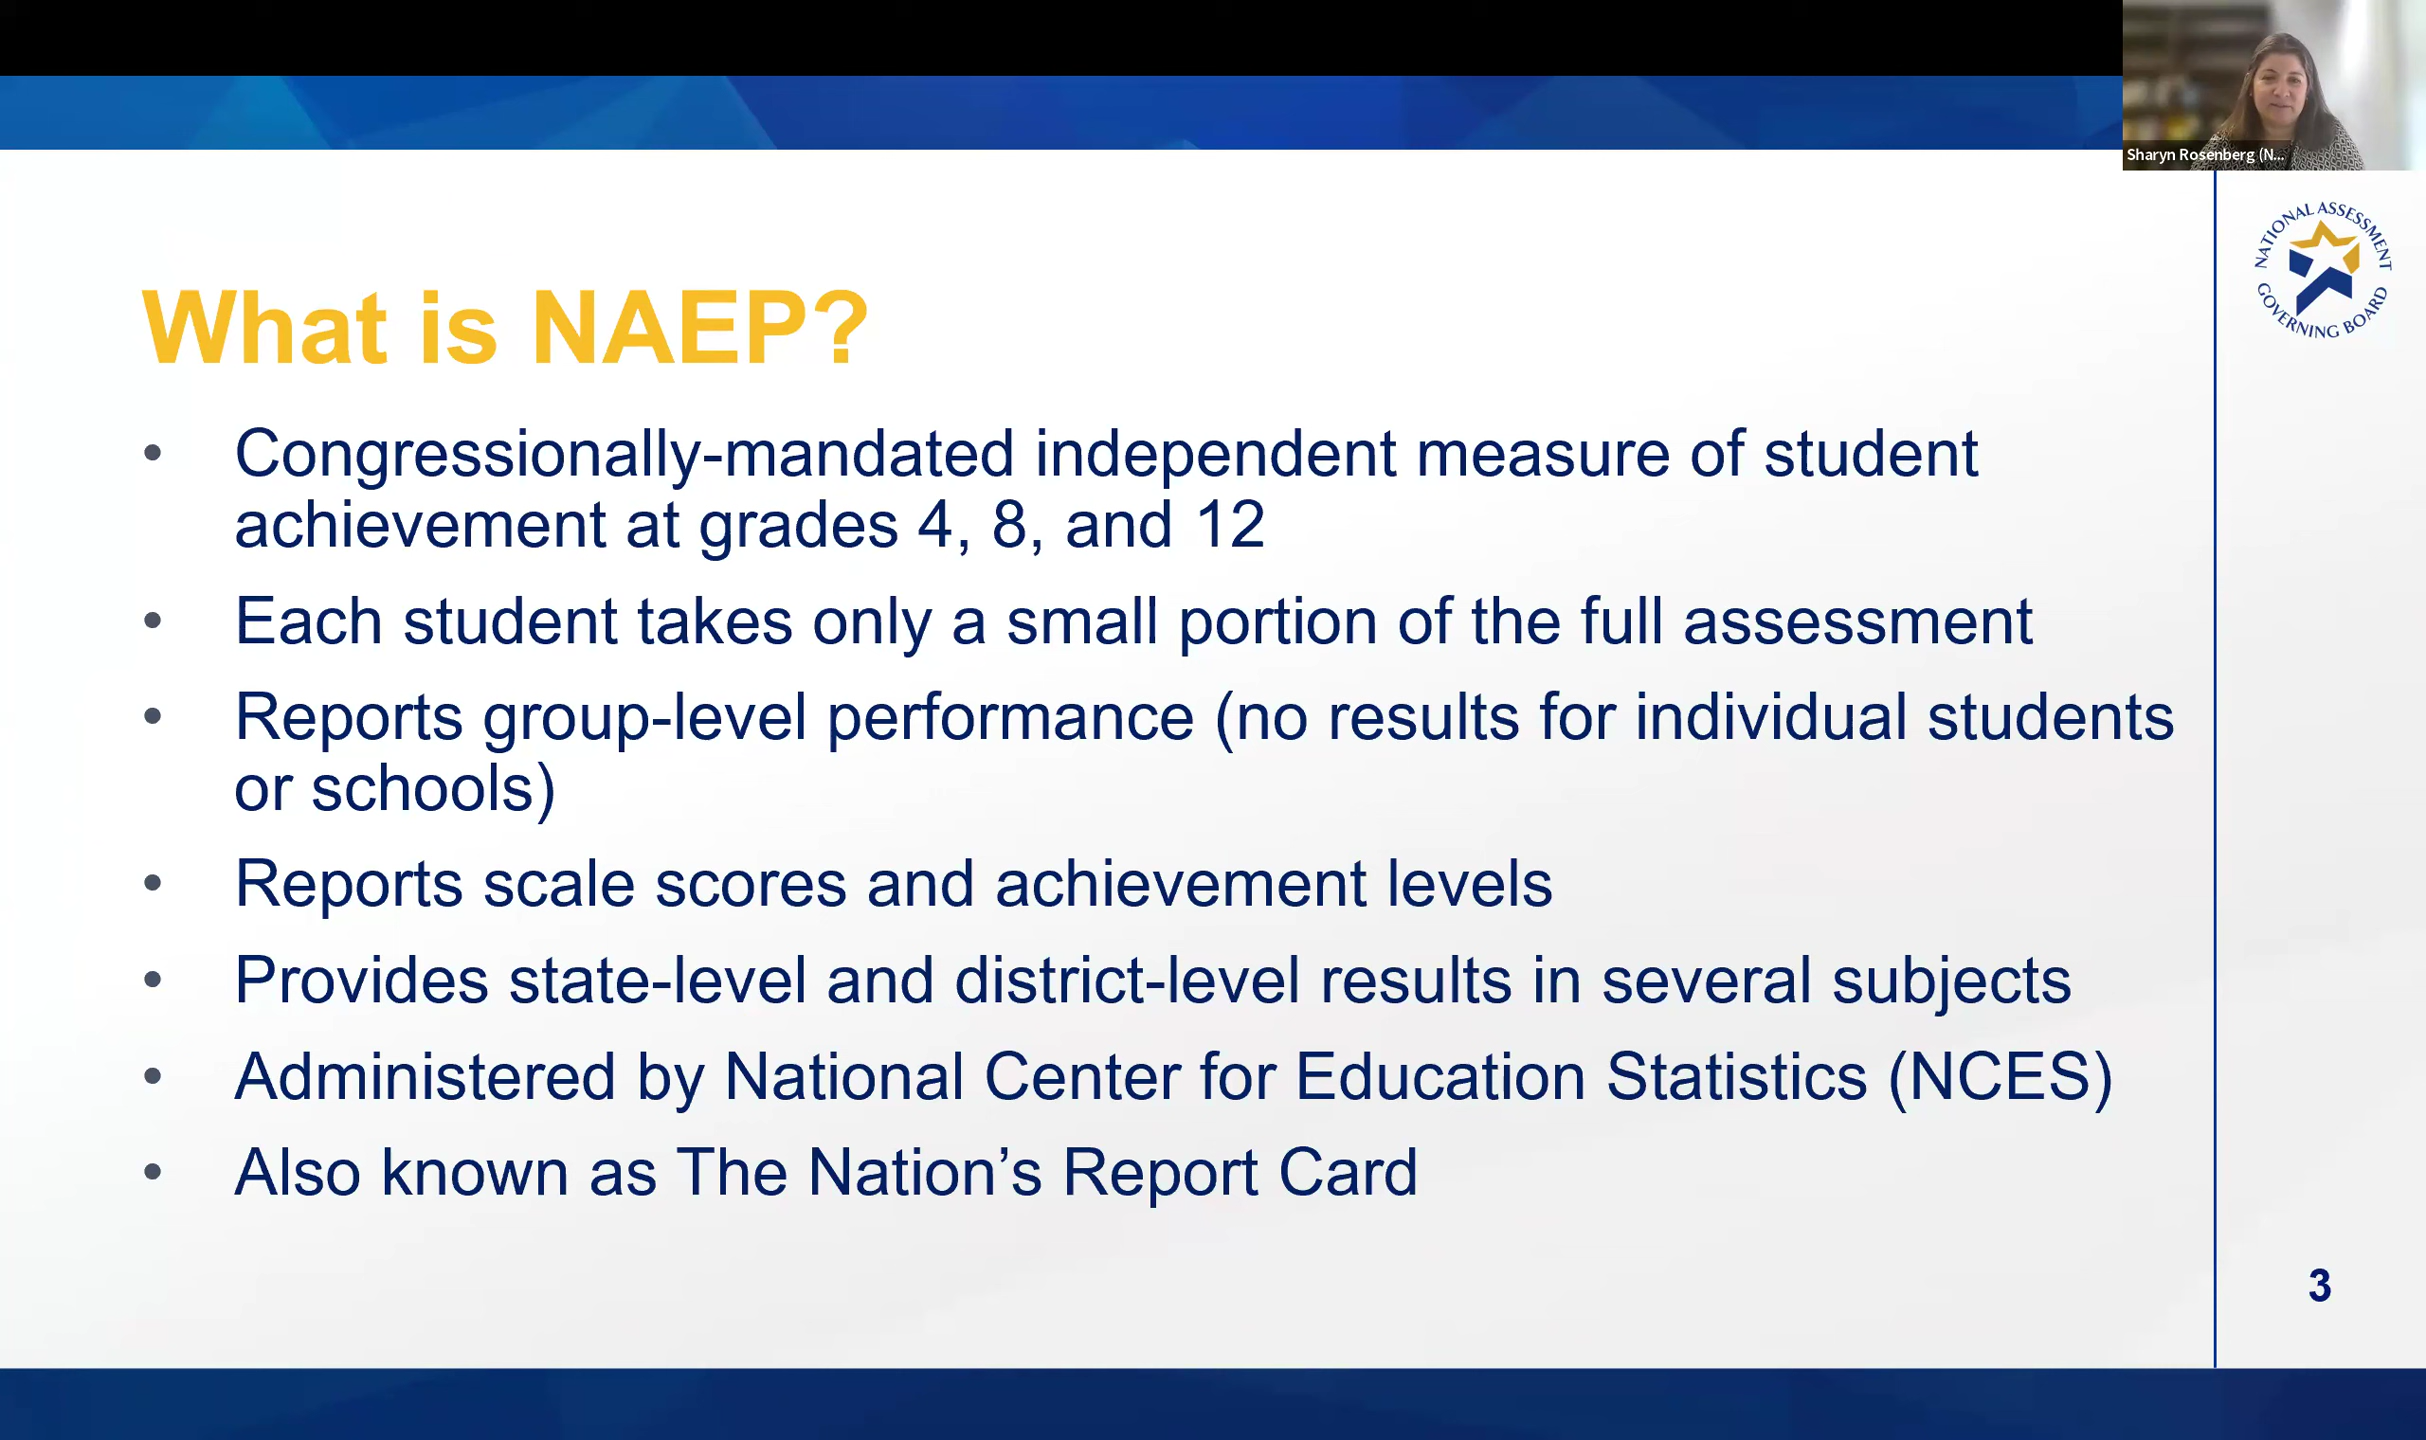 Sharyn Rosenberg (N...
NATIONAL ASSESSMENT
GOVERNING BOARD
What is NAEP?
• Congressionally-mandated independent measure of student
achievement at grades 4, 8, and 12
• Each student takes only a small portion of the full assessment
• Reports group-level performance (no results for individual students
or schools)
• Reports scale scores and achievement levels
• Provides state-level and district-level results in several subjects
• Administered by National Center for Education Statistics (NCES)
• Also known as The Nation’s Report Card
3